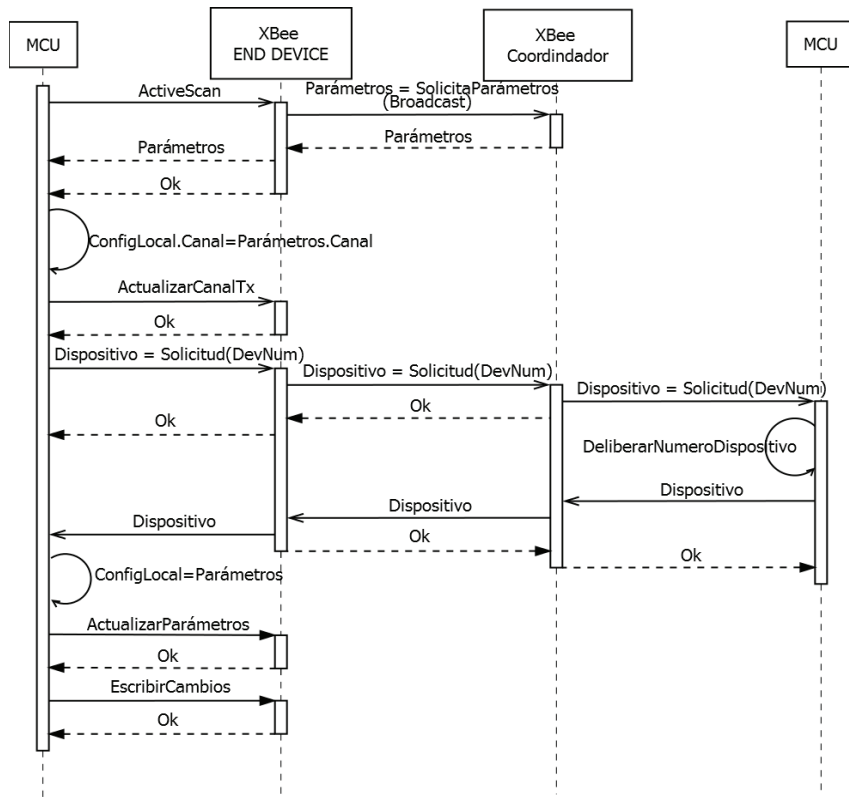 MCU
XBee
END DEVICE
XBee
Coordindador
MCU
ActiveScan
Parámetros = SolicitaParámetros
(Broadcast)
Parámetros
Parámetros
Ok
ConfigLocal.Canal=Parámetros.Canal
ActualizarCanalTx
Ok
Dispositivo = Solicitud(DevNum)
Dispositivo = Solicitud(DevNum)
Dispositivo = Solicitud(DevNum)
Ok
Ok
DeliberarNumeroDispositivo
Dispositivo
Dispositivo
Dispositivo
Ok
Ok
ConfigLocal=Parámetros
ActualizarParámetros
Ok
EscribirCambios
Ok